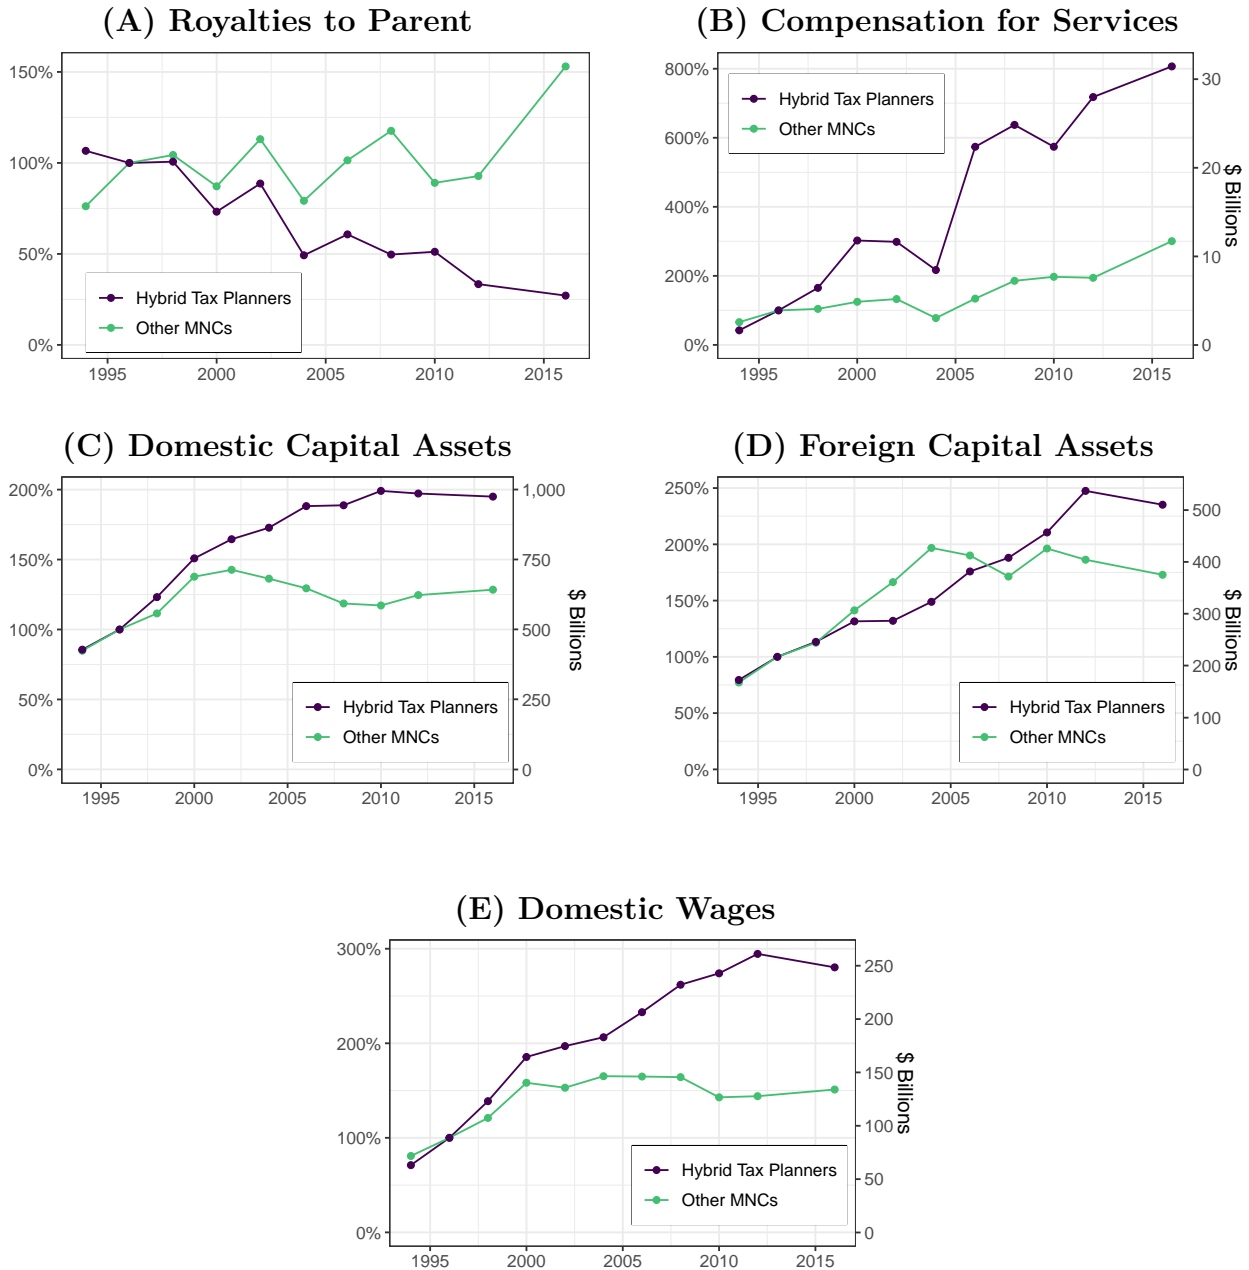 (A) Royalties to Parent
150%
100%
50%
0%
Hybrid Tax Planners
Other MNCs
1995 2000 2005 2010 2015
(B) Compensation for Services
800%
600%
400%
200%
0%
Hybrid Tax Planners
Other MNCs
30
20
10
0
$ Billions
1995 2000 2005 2010 2015
(C) Domestic Capital Assets
200%
150%
100%
50%
0%
1,000
750
500
250
0
$ Billions
Hybrid Tax Planners
Other MNCs
1995 2000 2005 2010 2015
(D) Foreign Capital Assets
250%
200%
150%
100%
50%
0%
500
400
300
200
100
0
$ Billions
Hybrid Tax Planners
Other MNCs
1995 2000 2005 2010 2015
(E) Domestic Wages
300%
200%
100%
0%
250
200
150
100
50
0
$ Billions
Hybrid Tax Planners
Other MNCs
1995 2000 2005 2010 2015